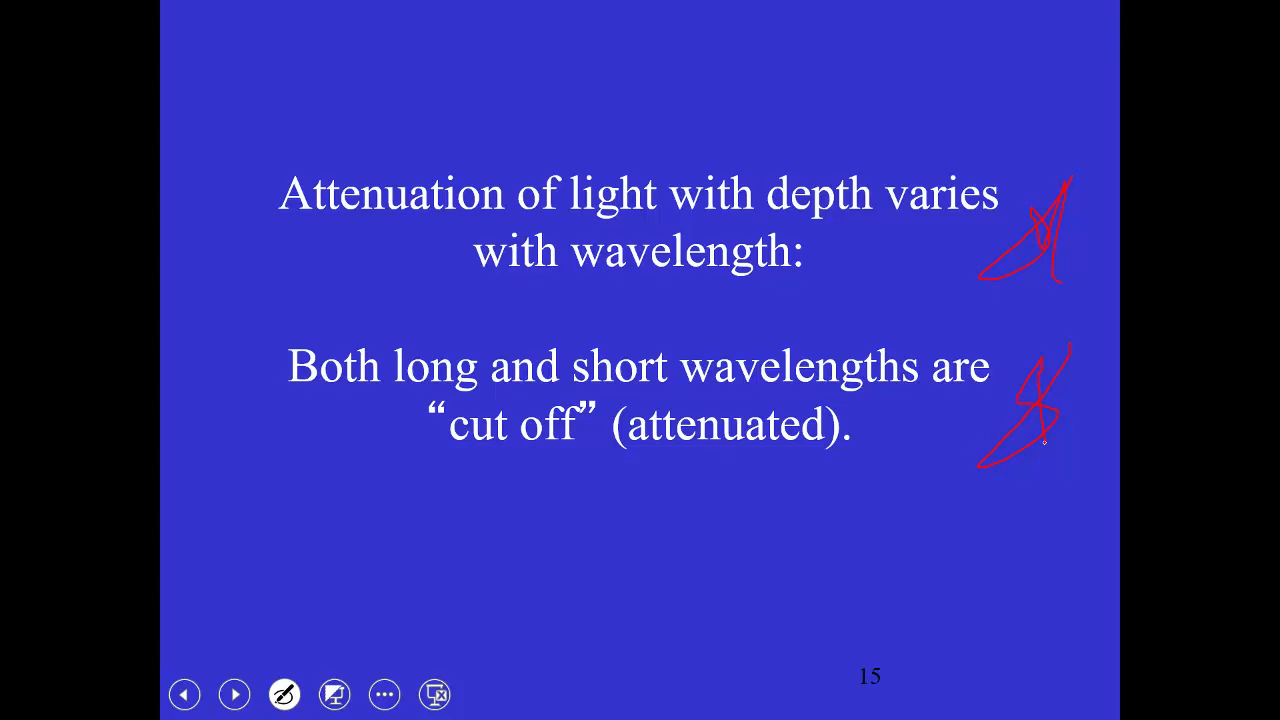 Attenuation of light with depth varies
with wavelength:
Both long and short wavelengths are
“cut off” (attenuated).
15